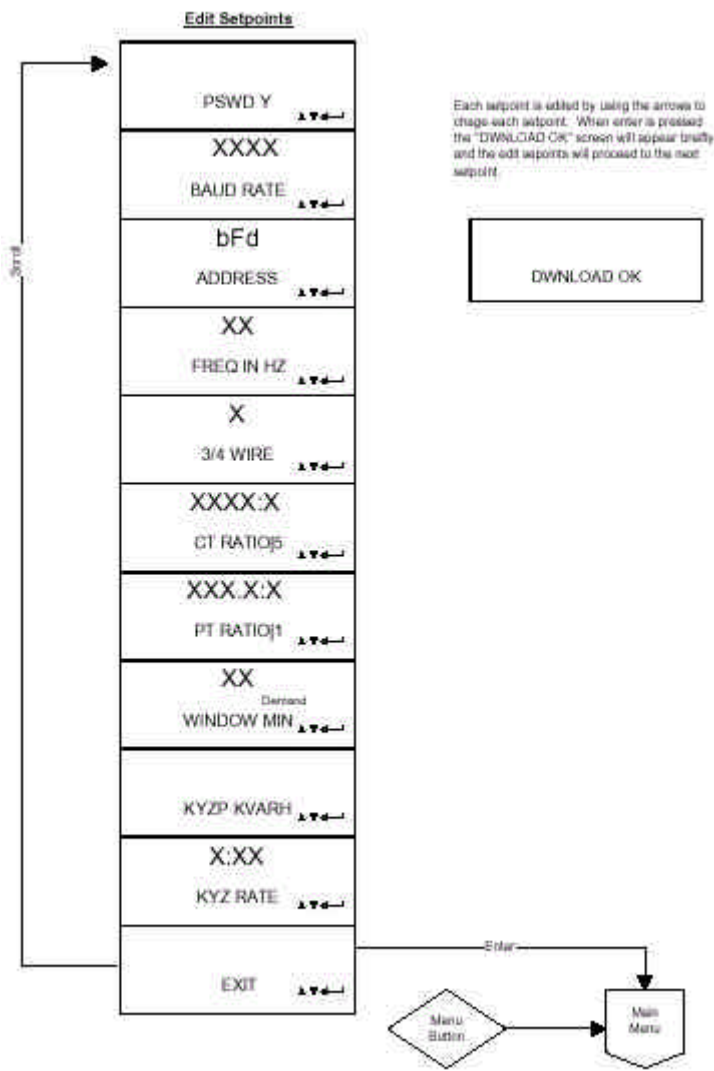 Edit Setpoints
PSWD Y
XXXX
BAUD RATE
bFd
ADDRESS
XX
FREQ IN HZ
X
3/4 WIRE
XXXX:X
CT RATIO¦5
XXX.X:X
PT RATIO¦1
XX
Demand
WINDOW MIN
KYZP KVARH
X:XX
KYZ RATE
EXIT
Scroll
Each setpoint is edited by using the arrows to
chage each setpoint. When enter is pressed
the "DWNLOAD OK" screen will appear briefly
and the edit sepoints will proceed to the next
setpoint.
DWNLOAD OK
Enter
Menu
Button
Main
Menu